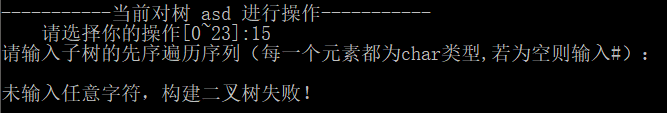 -----------当前对树 asd 进行操作-----------
请选择你的操作[0~23]:15
请输入子树的先序遍历序列（每一个元素都为char类型,若为空则输入#）:
未输入任意字符，构建二叉树失败！